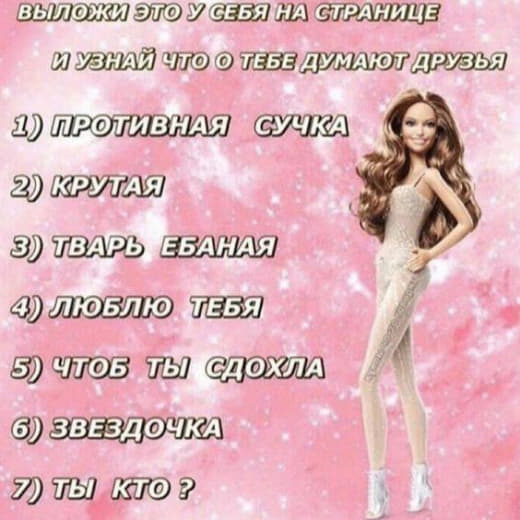 ВЫЛОЖИ ЭТО У СЕБЯ НА СТРАНИЦЕ
И УЗНАЙ ЧТО О ТЕБЕ ДУМАЮТ ДРУЗЬЯ
1) ПРОТИВНАЯ СУЧКА
2) КРУТАЯ
3) ТВАРЬ ЕБАНАЯ
4) ЛЮБЛЮ ТЕБЯ
5) ЧТОБ ТЫ СДОХЛА
6) ЗВЕЗДОЧКА
7) ТЫ КТО ?